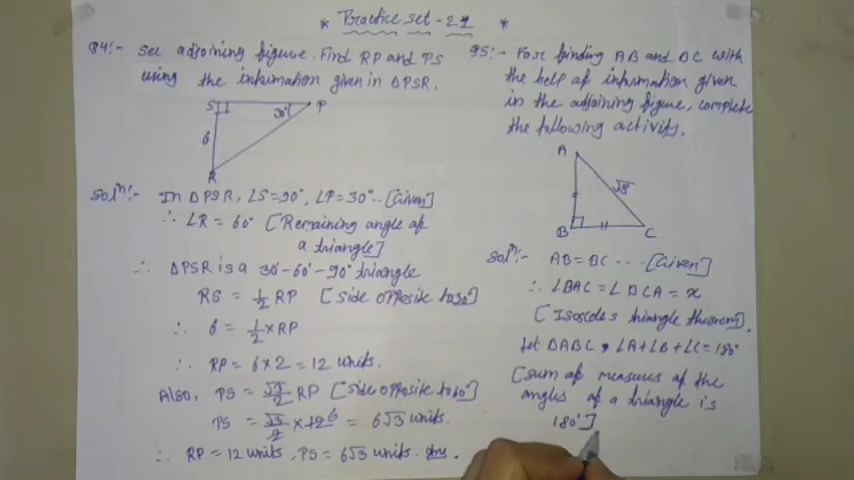 * Practice set - 2.1 *
Q4:- See adjoining figure. Find RP and PS
using the information given in ΔPSR.
S
P
30°
6
R
Solⁿ:- In ΔPSR, ∠S=90°, ∠P=30°.. [Given]
∴ ∠R = 60° [Remaining angle of
a triangle]
∴ ΔPSR is a 30°-60°-90° triangle
RS = 1/2 RP [side opposite to 30°]
∴ 6 = 1/2 × RP
∴ RP = 6×2 = 12 units.
Also, PS = √3/2 RP [side opposite to 60°]
PS = √3/2 × 12 6 = 6√3 units.
∴ RP = 12 units, PS = 6√3 units. Ans.
Q5:- For finding AB and BC with
the help of information given
in the adjoining figure, complete
the following activity.
A
√8
B
C
Solⁿ:- AB = BC ... [Given]
∴ ∠BAC = ∠BCA = x
[Isosceles triangle theorem].
Let ΔABC, ∠A+∠B+∠C=180°
[sum of measures of the
angles of a triangle is
180°]